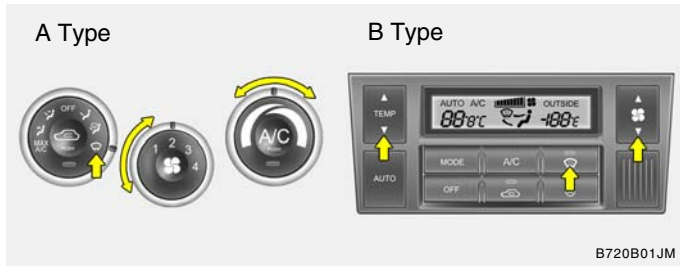 A Type
B Type
OFF
MAX
A/C
1 2 3 4
A/C
TEMP
AUTO A/C OUTSIDE
88°8°C -188°c
AUTO
MODE A/C
OFF
B720B01JM